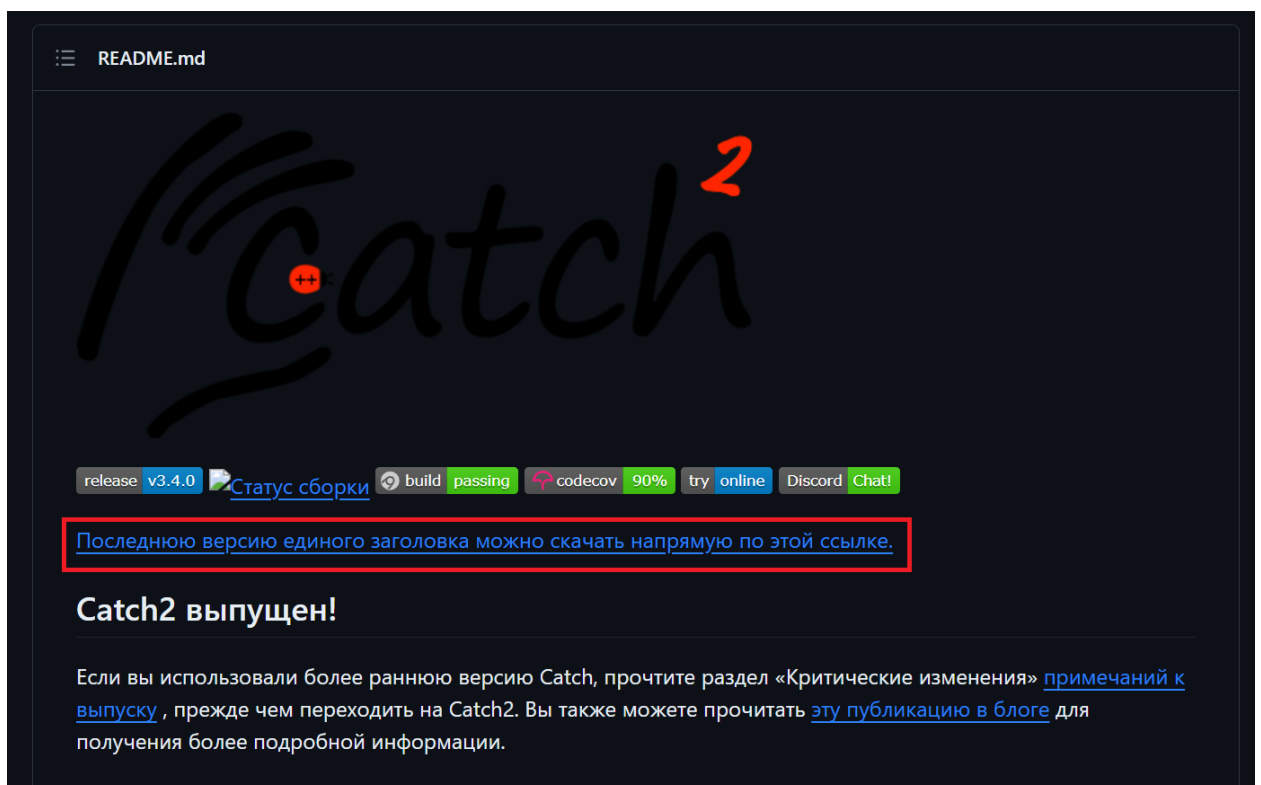 README.md
Catch 2
++
release v3.4.0 Статус сборки build passing codecov 90% try online Discord Chat!
Последнюю версию единого заголовка можно скачать напрямую по этой ссылке.
Catch2 выпущен!
Если вы использовали более раннюю версию Catch, прочтите раздел «Критические изменения» примечаний к
выпуску , прежде чем переходить на Catch2. Вы также можете прочитать эту публикацию в блоге для
получения более подробной информации.